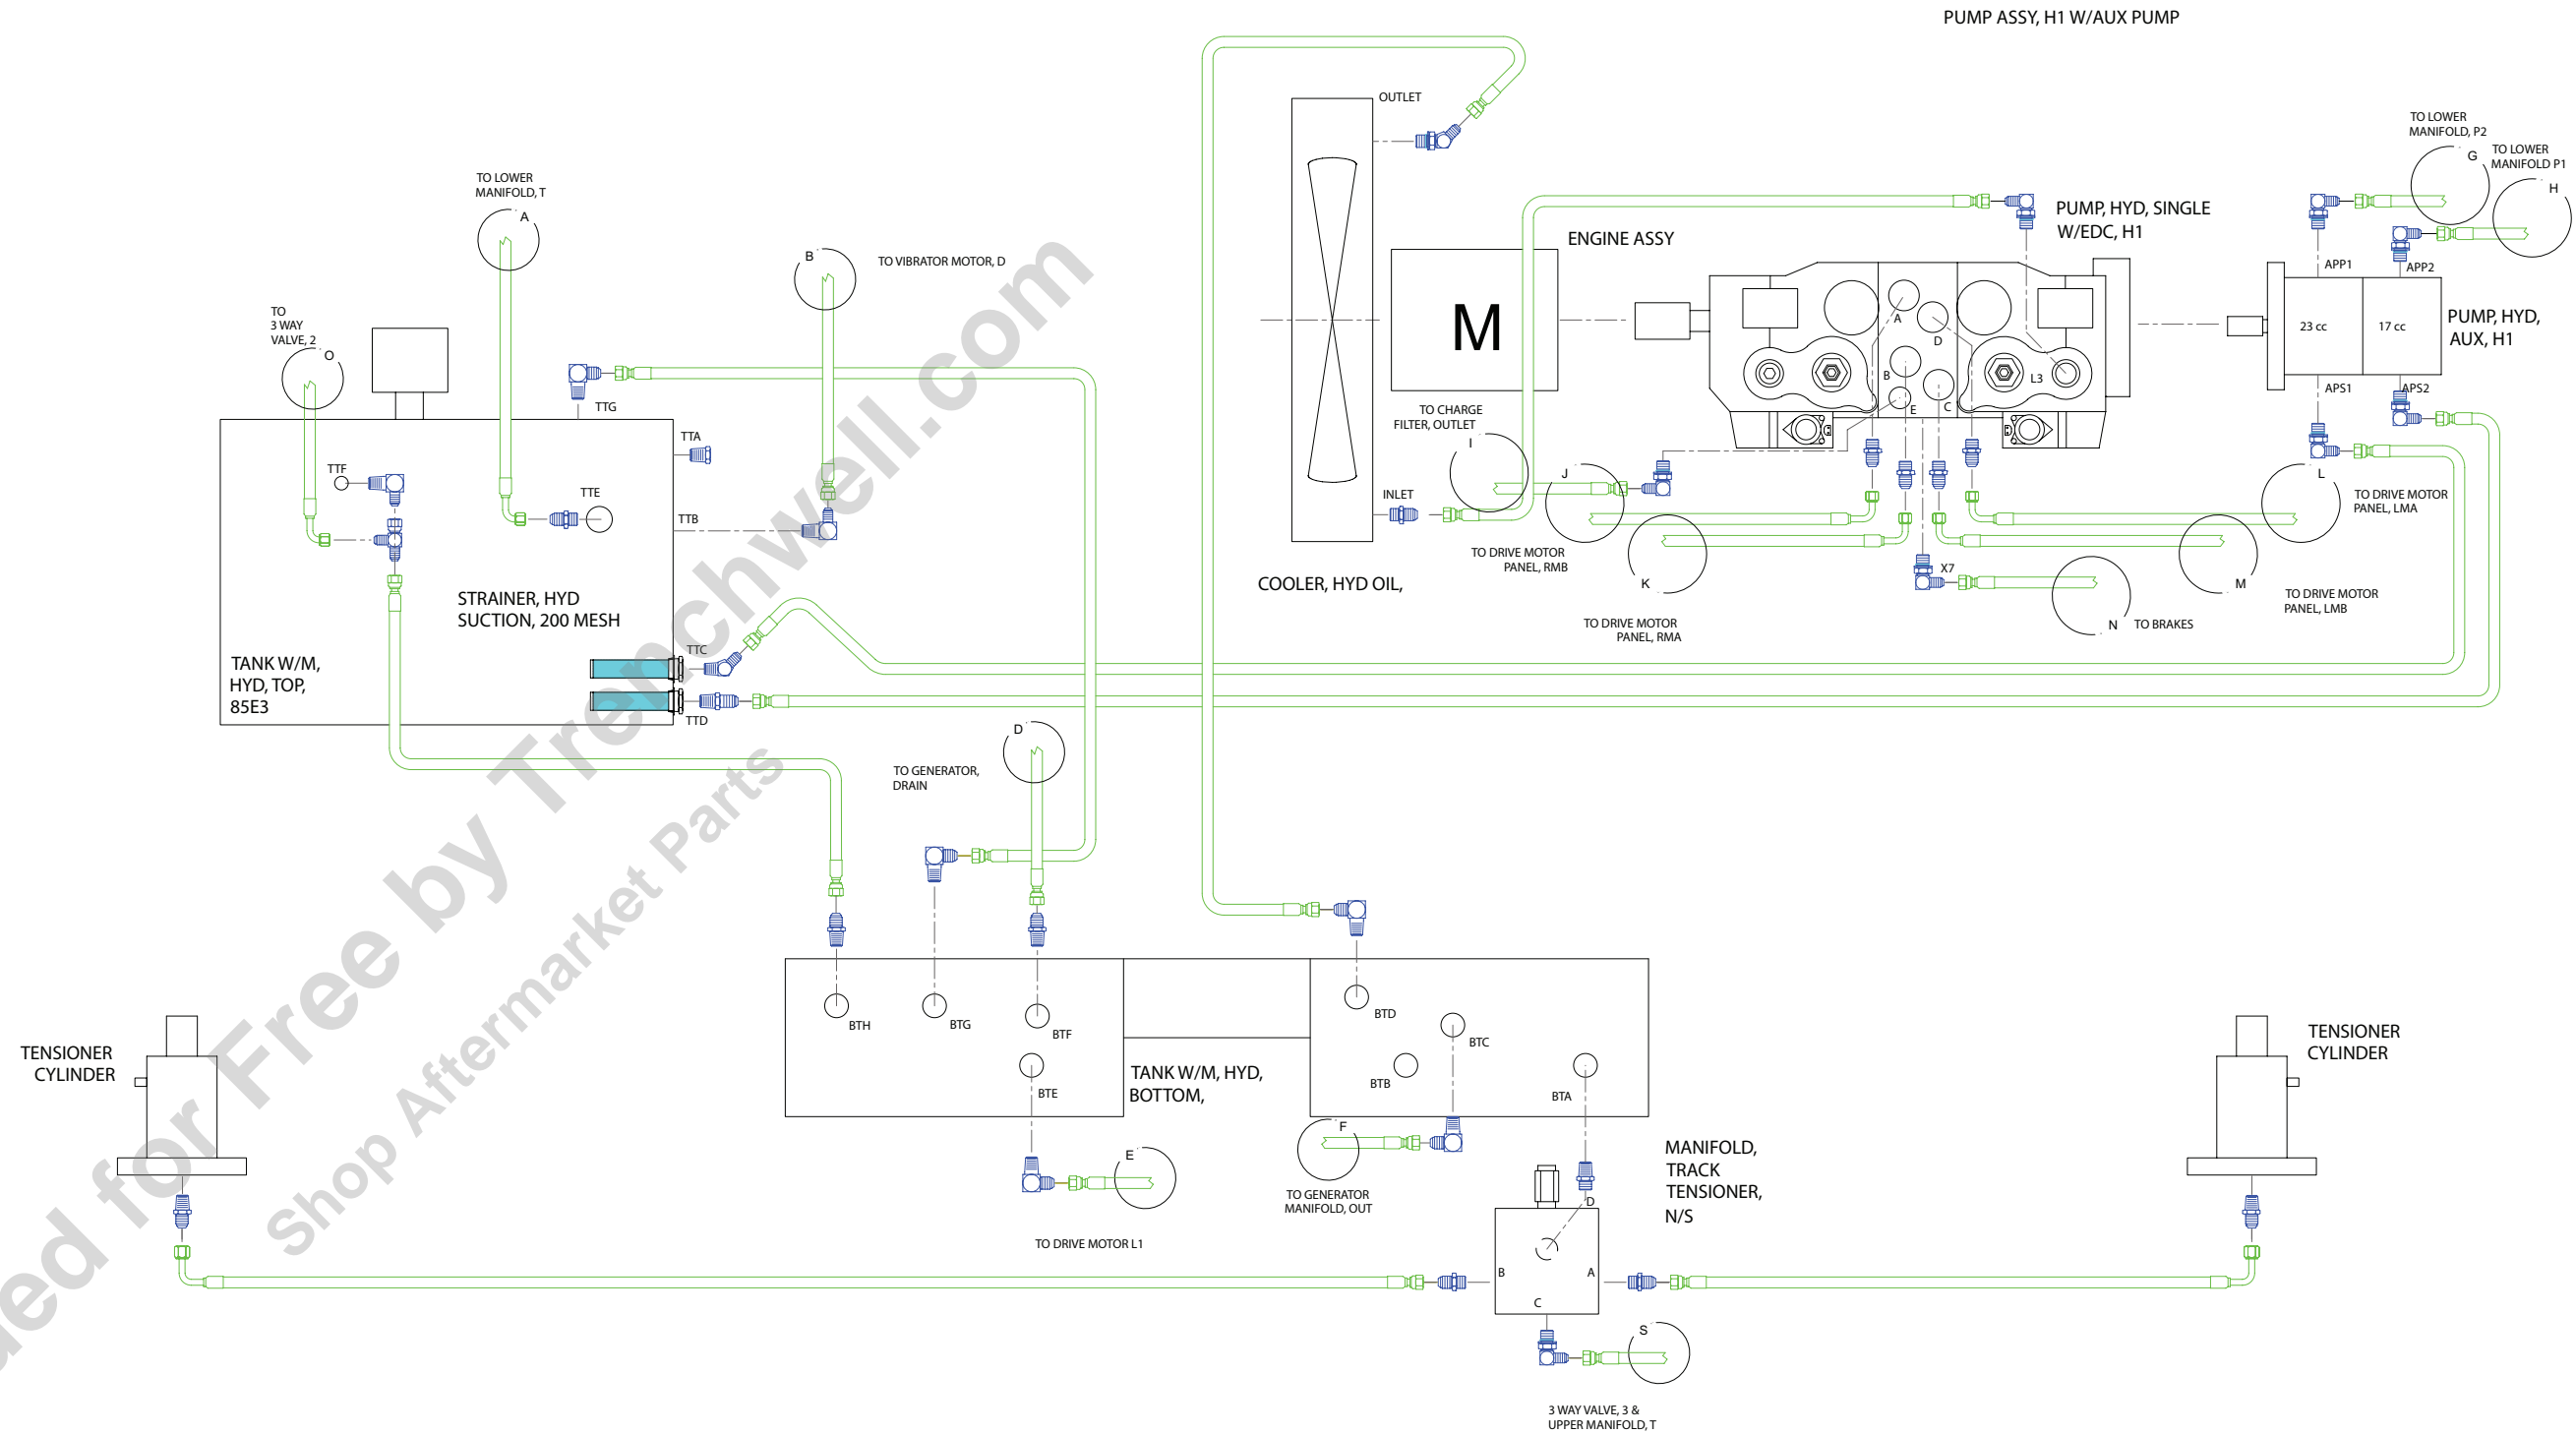 PUMP ASSY, H1 W/AUX PUMP
OUTLET
TO LOWER
MANIFOLD, P2
G
TO LOWER
MANIFOLD P1
H
TO LOWER
MANIFOLD, T
A
B
TO VIBRATOR MOTOR, D
TO
3 WAY
VALVE, 2
O
ENGINE ASSY
M
PUMP, HYD, SINGLE
W/EDC, H1
APP1
APP2
23 cc
17 cc
PUMP, HYD,
AUX, H1
APS1
APS2
A
D
B
C
E
L3
TTG
TTA
TTF
TTE
TTB
TO CHARGE
FILTER, OUTLET
I
INLET
J
TO DRIVE MOTOR
PANEL, RMB
K
TO DRIVE MOTOR
PANEL, RMA
COOLER, HYD OIL,
X7
L
TO DRIVE MOTOR
PANEL, LMA
M
TO DRIVE MOTOR
PANEL, LMB
N
TO BRAKES
STRAINER, HYD
SUCTION, 200 MESH
TANK W/M,
HYD, TOP,
85E3
TTC
TTD
D
TO GENERATOR,
DRAIN
BTH
BTG
BTF
BTE
TANK W/M, HYD,
BOTTOM,
BTD
BTC
BTB
BTA
TENSIONER
CYLINDER
TENSIONER
CYLINDER
E
TO DRIVE MOTOR L1
F
TO GENERATOR
MANIFOLD, OUT
MANIFOLD,
TRACK
TENSIONER,
N/S
D
B
A
C
S
3 WAY VALVE, 3 &
UPPER MANIFOLD, T
for Free by Trenchwell.com
Shop Aftermarket Parts